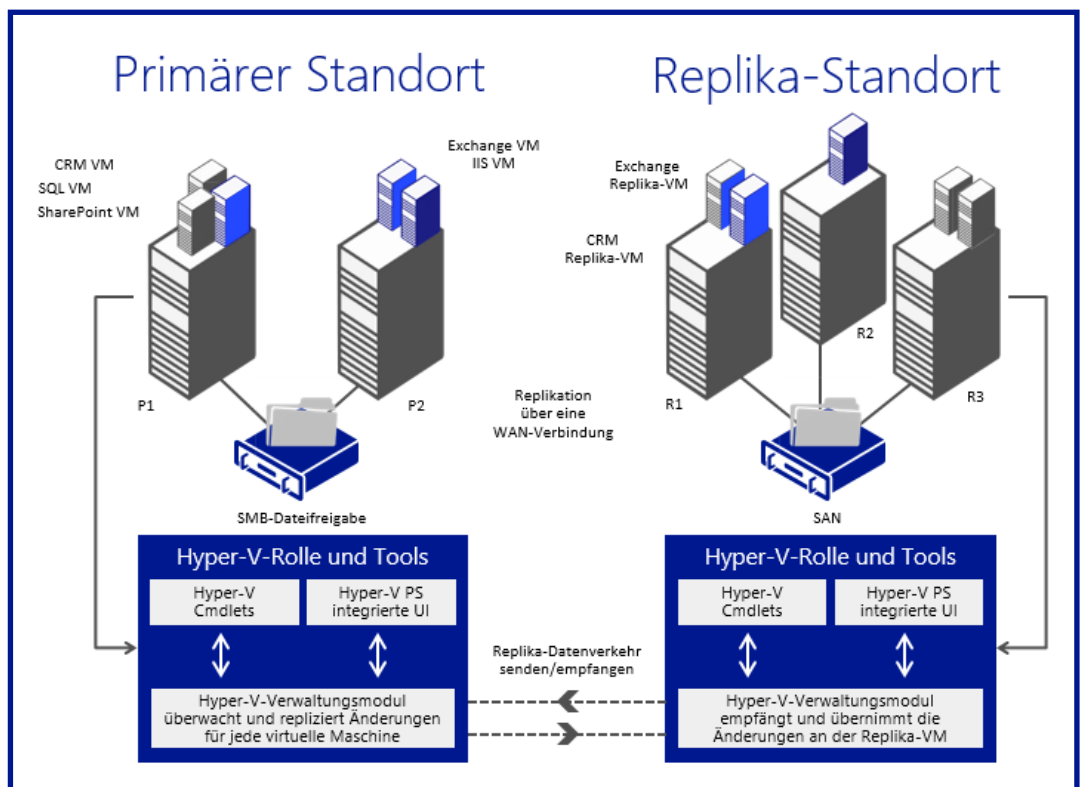 Primärer Standort
Replika-Standort
CRM VM
SQL VM
SharePoint VM
Exchange VM
IIS VM
Exchange
Replika-VM
CRM
Replika-VM
P1
P2
R1
R2
R3
Replikation
über eine
WAN-Verbindung
SMB-Dateifreigabe
SAN
Hyper-V-Rolle und Tools
Hyper-V
Cmdlets
Hyper-V PS
integrierte UI
Hyper-V-Verwaltungsmodul
überwacht und repliziert Änderungen
für jede virtuelle Maschine
Replika-Datenverkehr
senden/empfangen
Hyper-V-Rolle und Tools
Hyper-V
Cmdlets
Hyper-V PS
integrierte UI
Hyper-V-Verwaltungsmodul
empfängt und übernimmt die
Änderungen an der Replika-VM